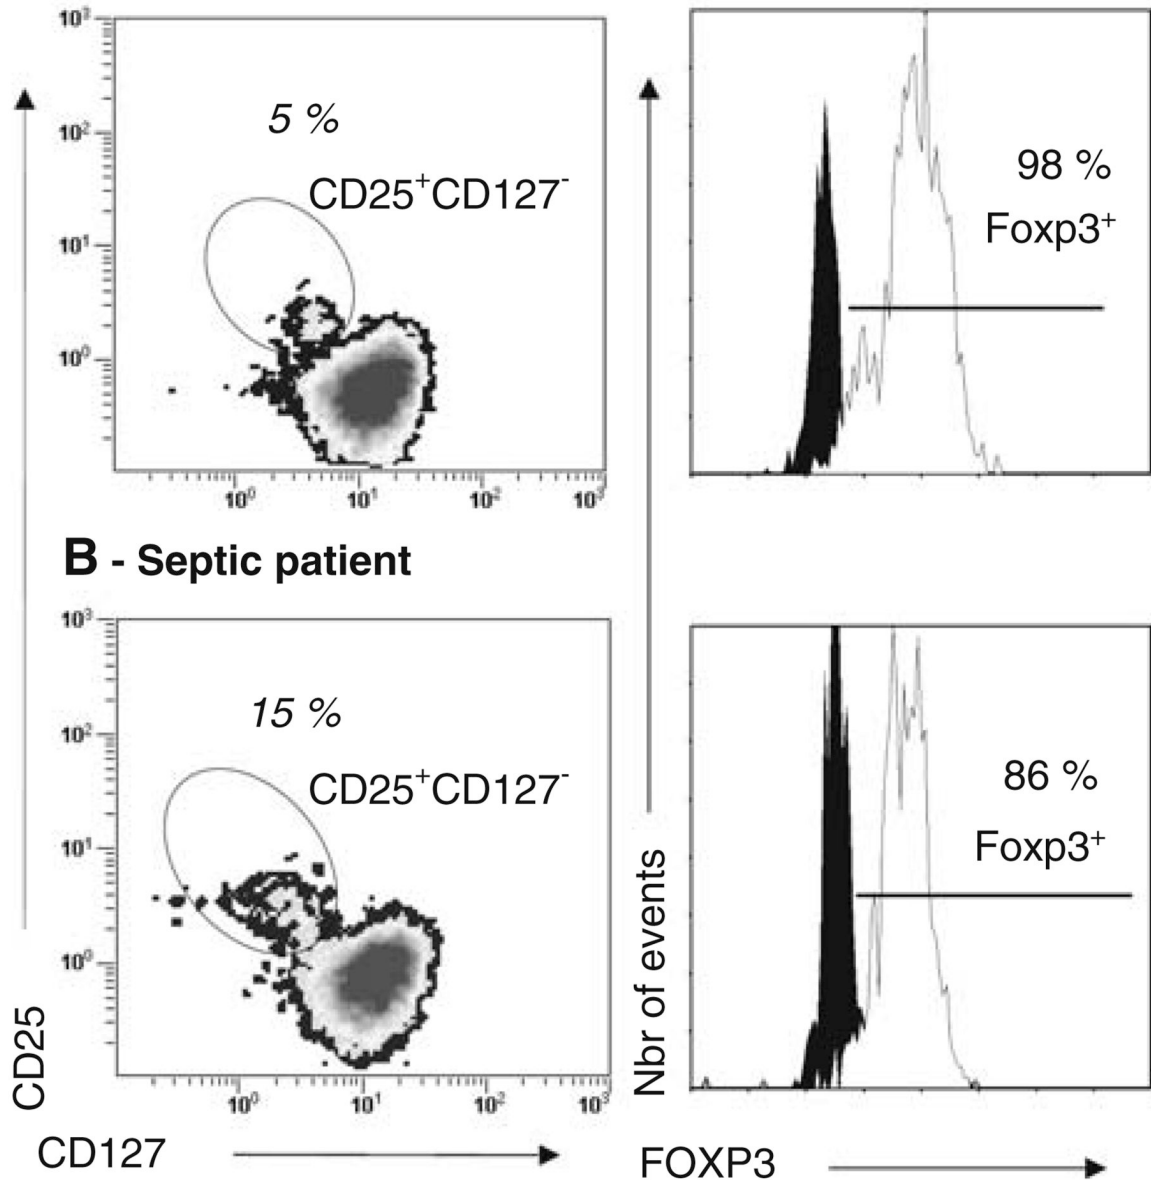 10³
10²
10¹
10⁰
5 %
CD25⁺CD127⁻
10⁰ 10¹ 10² 10³
98 %
Foxp3⁺
B - Septic patient
10³
10²
10¹
10⁰
15 %
CD25⁺CD127⁻
10⁰ 10¹ 10² 10³
86 %
Foxp3⁺
CD25
CD127
Nbr of events
FOXP3